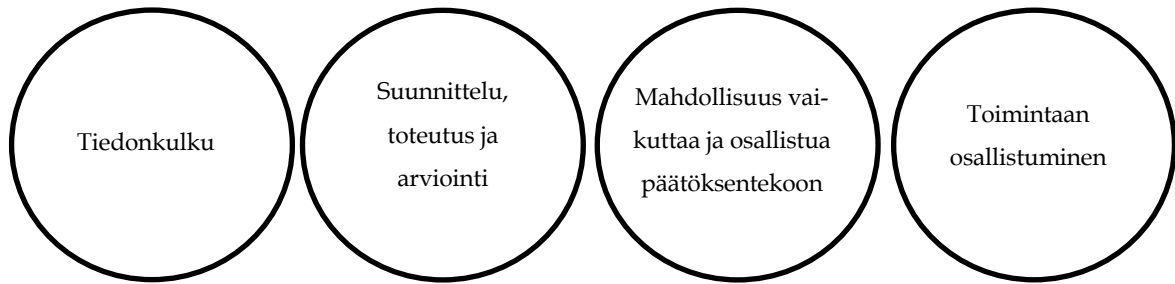 Tiedonkulku
Suunnittelu,
toteutus ja
arviointi
Mahdollisuus vai-
kuttaa ja osallistua
päätöksentekoon
Toimintaan
osallistuminen